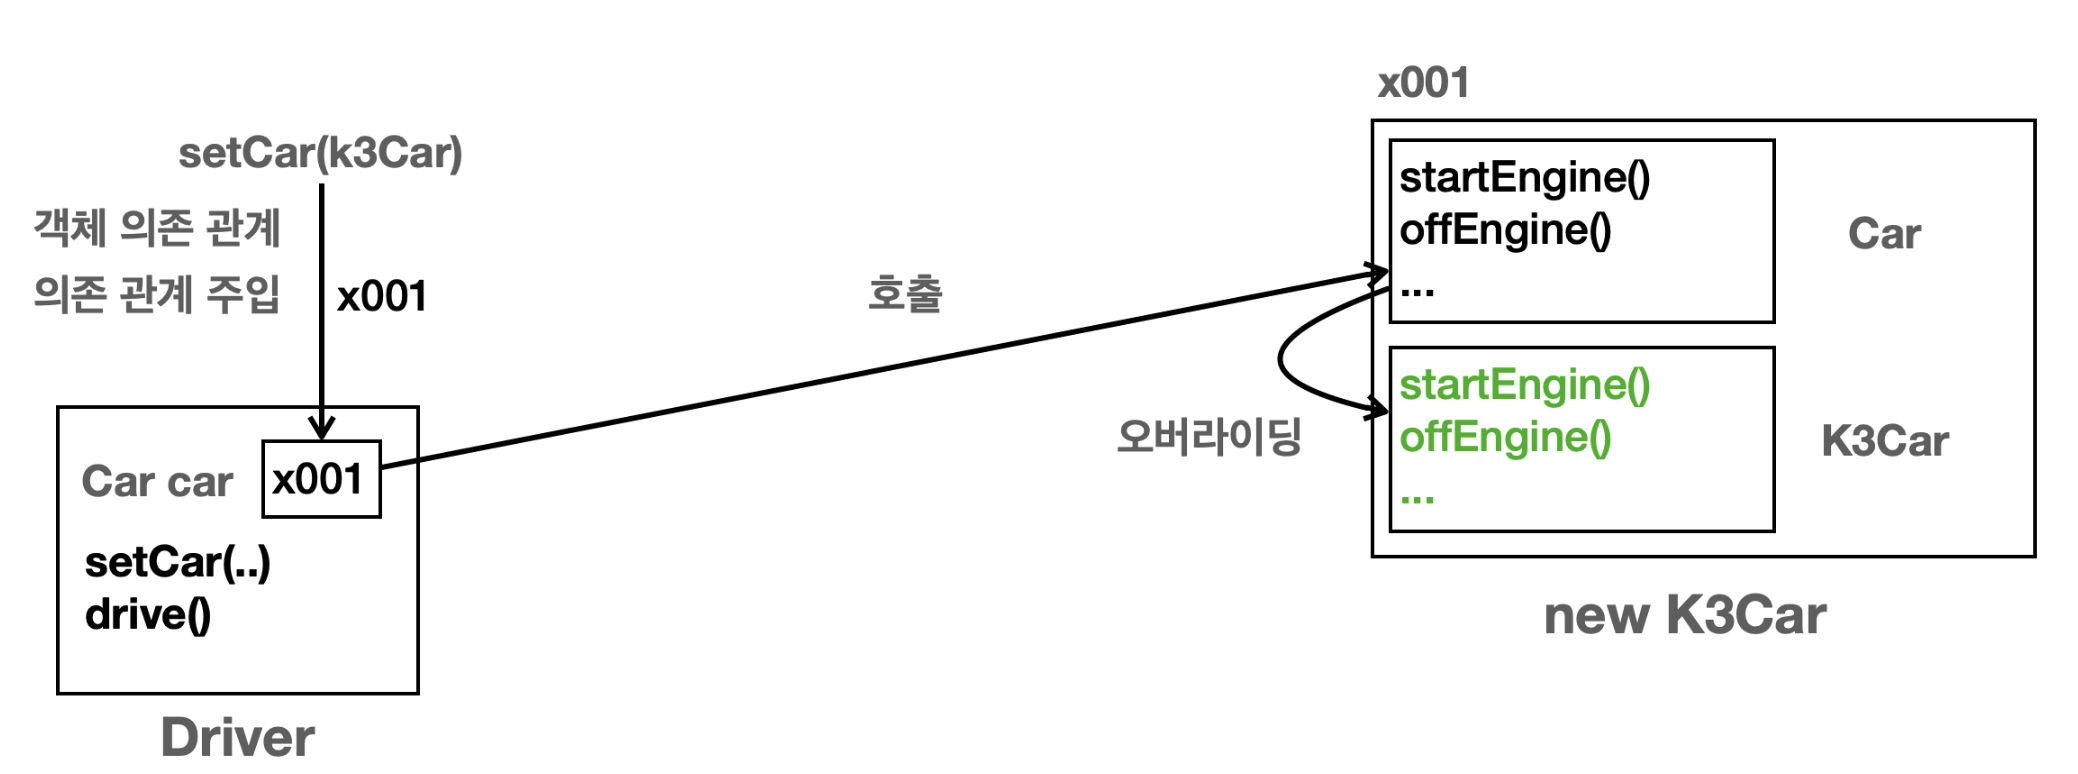 setCar(k3Car)
객체 의존 관계
의존 관계 주입
x001
Car car
x001
setCar(..)
drive()
Driver
호출
오버라이딩
x001
startEngine()
offEngine()
...
Car
startEngine()
offEngine()
...
K3Car
new K3Car